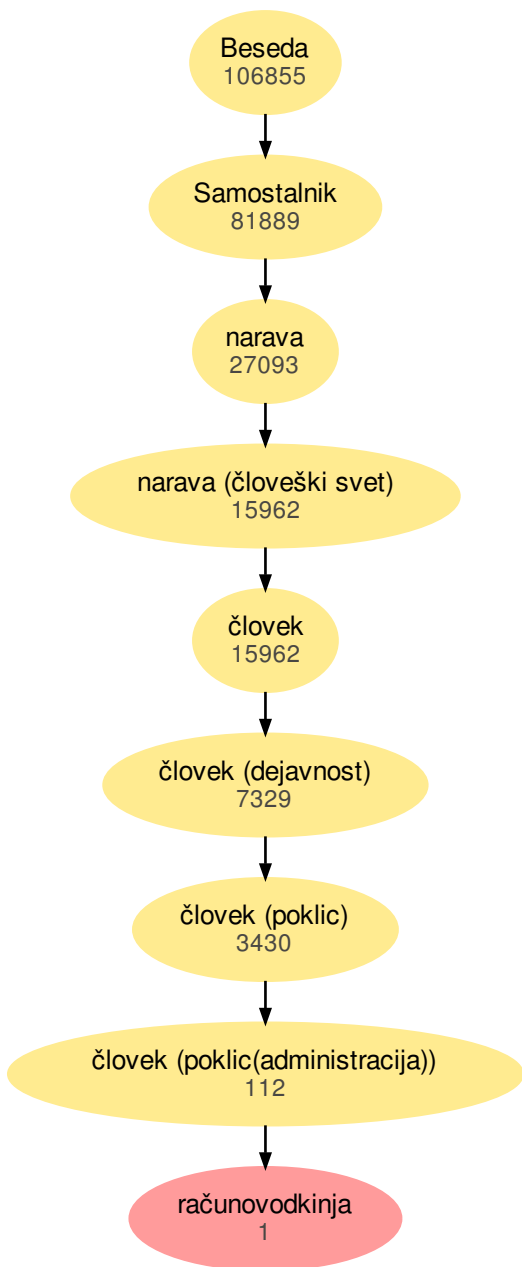 Beseda
106855
Samostalnik
81889
narava
27093
narava (človeški svet)
15962
človek
15962
človek (dejavnost)
7329
človek (poklic)
3430
človek (poklic(administracija))
112
računovodkinja
1